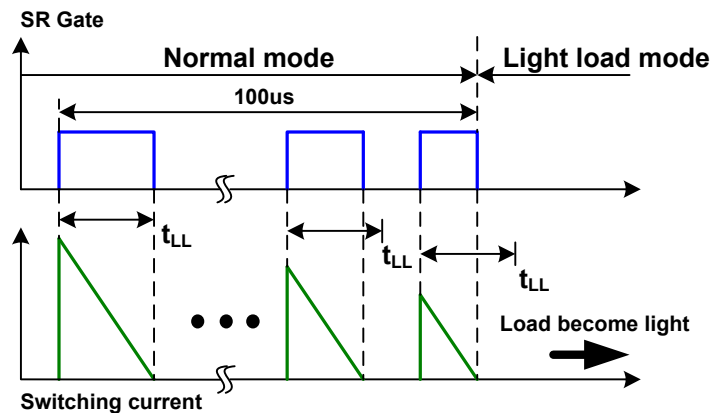 SR Gate
Normal mode
Light load mode
100us
tLL
tLL
tLL
Load become light
Switching current